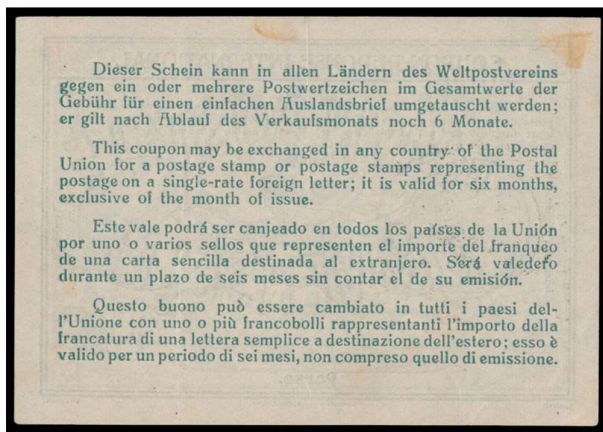 Dieser Schein kann in allen Ländern des Weltpostvereins
gegen ein oder mehrere Postwertzeichen im Gesamtwerte der
Gebühr für einen einfachen Auslandsbrief umgetauscht werden;
er gilt nach Ablauf des Verkaufsmonats noch 6 Monate.
This coupon may be exchanged in any country of the Postal
Union for a postage stamp or postage stamps representing the
postage on a single-rate foreign letter; it is valid for six months,
exclusive of the month of issue.
Este vale podrá ser canjeado en todos los países de la Unión
por uno o varios sellos que representen el importe del franqueo
de una carta sencilla destinada al extranjero. Será valedero
durante un plazo de seis meses sin contar el de su emisión.
Questo buono può essere cambiato in tutti i paesi del-
l'Unione con uno o più francobolli rappresentanti l'importo della
francatura di una lettera semplice a destinazione dell'estero; esso è
valido per un periodo di sei mesi, non compreso quello di emissione.